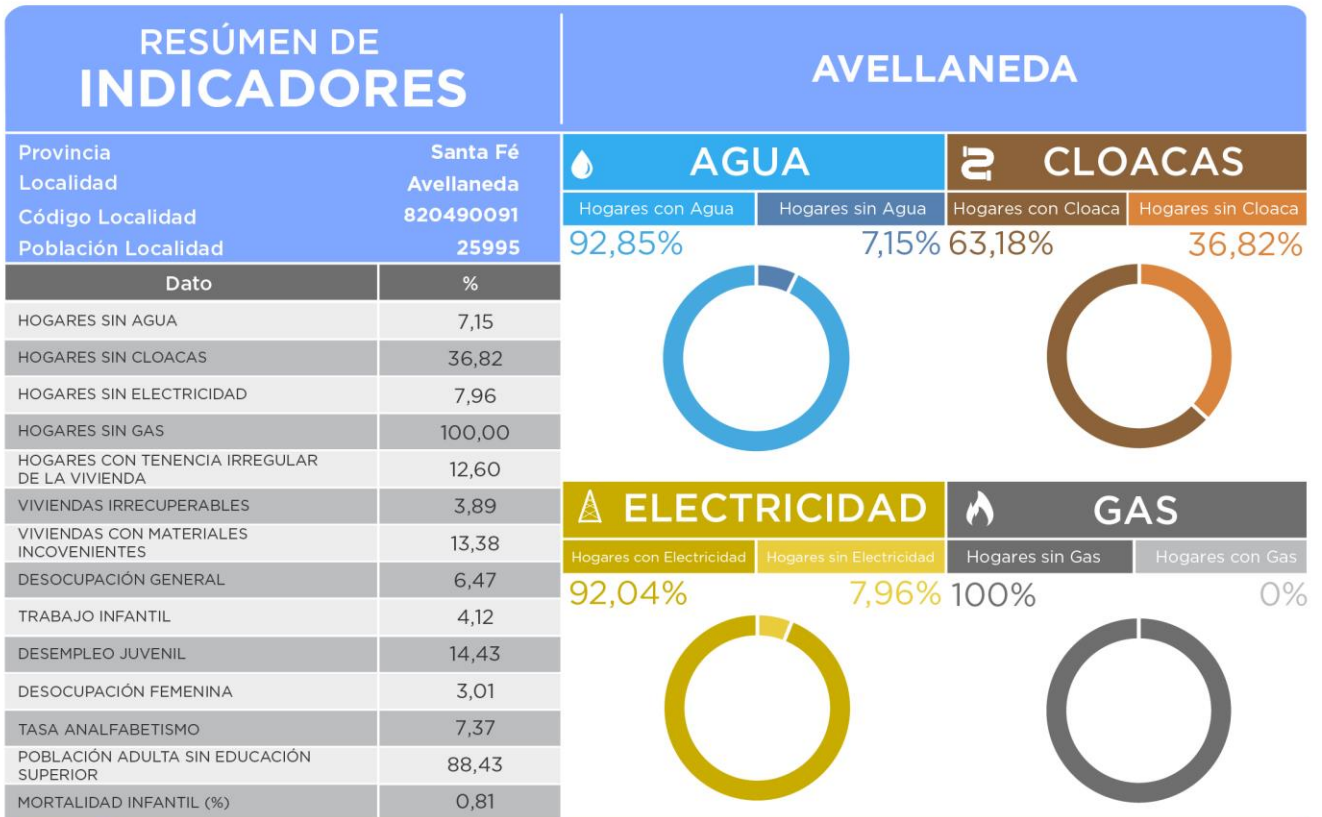 RESÚMEN DE
INDICADORES
AVELLANEDA
Provincia Santa Fé
Localidad Avellaneda
Código Localidad 820490091
Población Localidad 25995
Dato %
HOGARES SIN AGUA 7,15
HOGARES SIN CLOACAS 36,82
HOGARES SIN ELECTRICIDAD 7,96
HOGARES SIN GAS 100,00
HOGARES CON TENENCIA IRREGULAR
DE LA VIVIENDA 12,60
VIVIENDAS IRRECUPERABLES 3,89
VIVIENDAS CON MATERIALES
INCOVENIENTES 13,38
DESOCUPACIÓN GENERAL 6,47
TRABAJO INFANTIL 4,12
DESEMPLEO JUVENIL 14,43
DESOCUPACIÓN FEMENINA 3,01
TASA ANALFABETISMO 7,37
POBLACIÓN ADULTA SIN EDUCACIÓN
SUPERIOR 88,43
MORTALIDAD INFANTIL (%) 0,81
AGUA
Hogares con Agua Hogares sin Agua
92,85% 7,15%
CLOACAS
Hogares con Cloaca Hogares sin Cloaca
63,18% 36,82%
ELECTRICIDAD
Hogares con Electricidad Hogares sin Electricidad
92,04% 7,96%
GAS
Hogares sin Gas Hogares con Gas
100% 0%